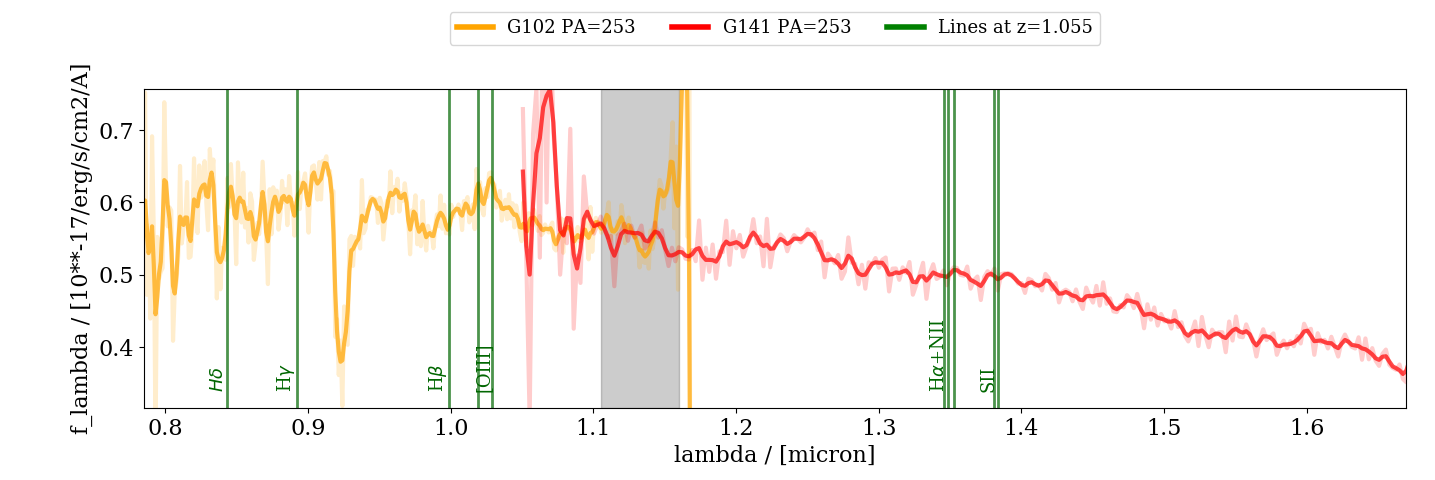 G102 PA=253
G141 PA=253
Lines at z=1.055
f_lambda / [10**-17/erg/s/cm2/A]
0.7
0.6
0.5
0.4
Hδ
Hγ
Hβ
[OIII]
Hα+NII
SII
0.8
0.9
1.0
1.1
1.2
1.3
1.4
1.5
1.6
lambda / [micron]